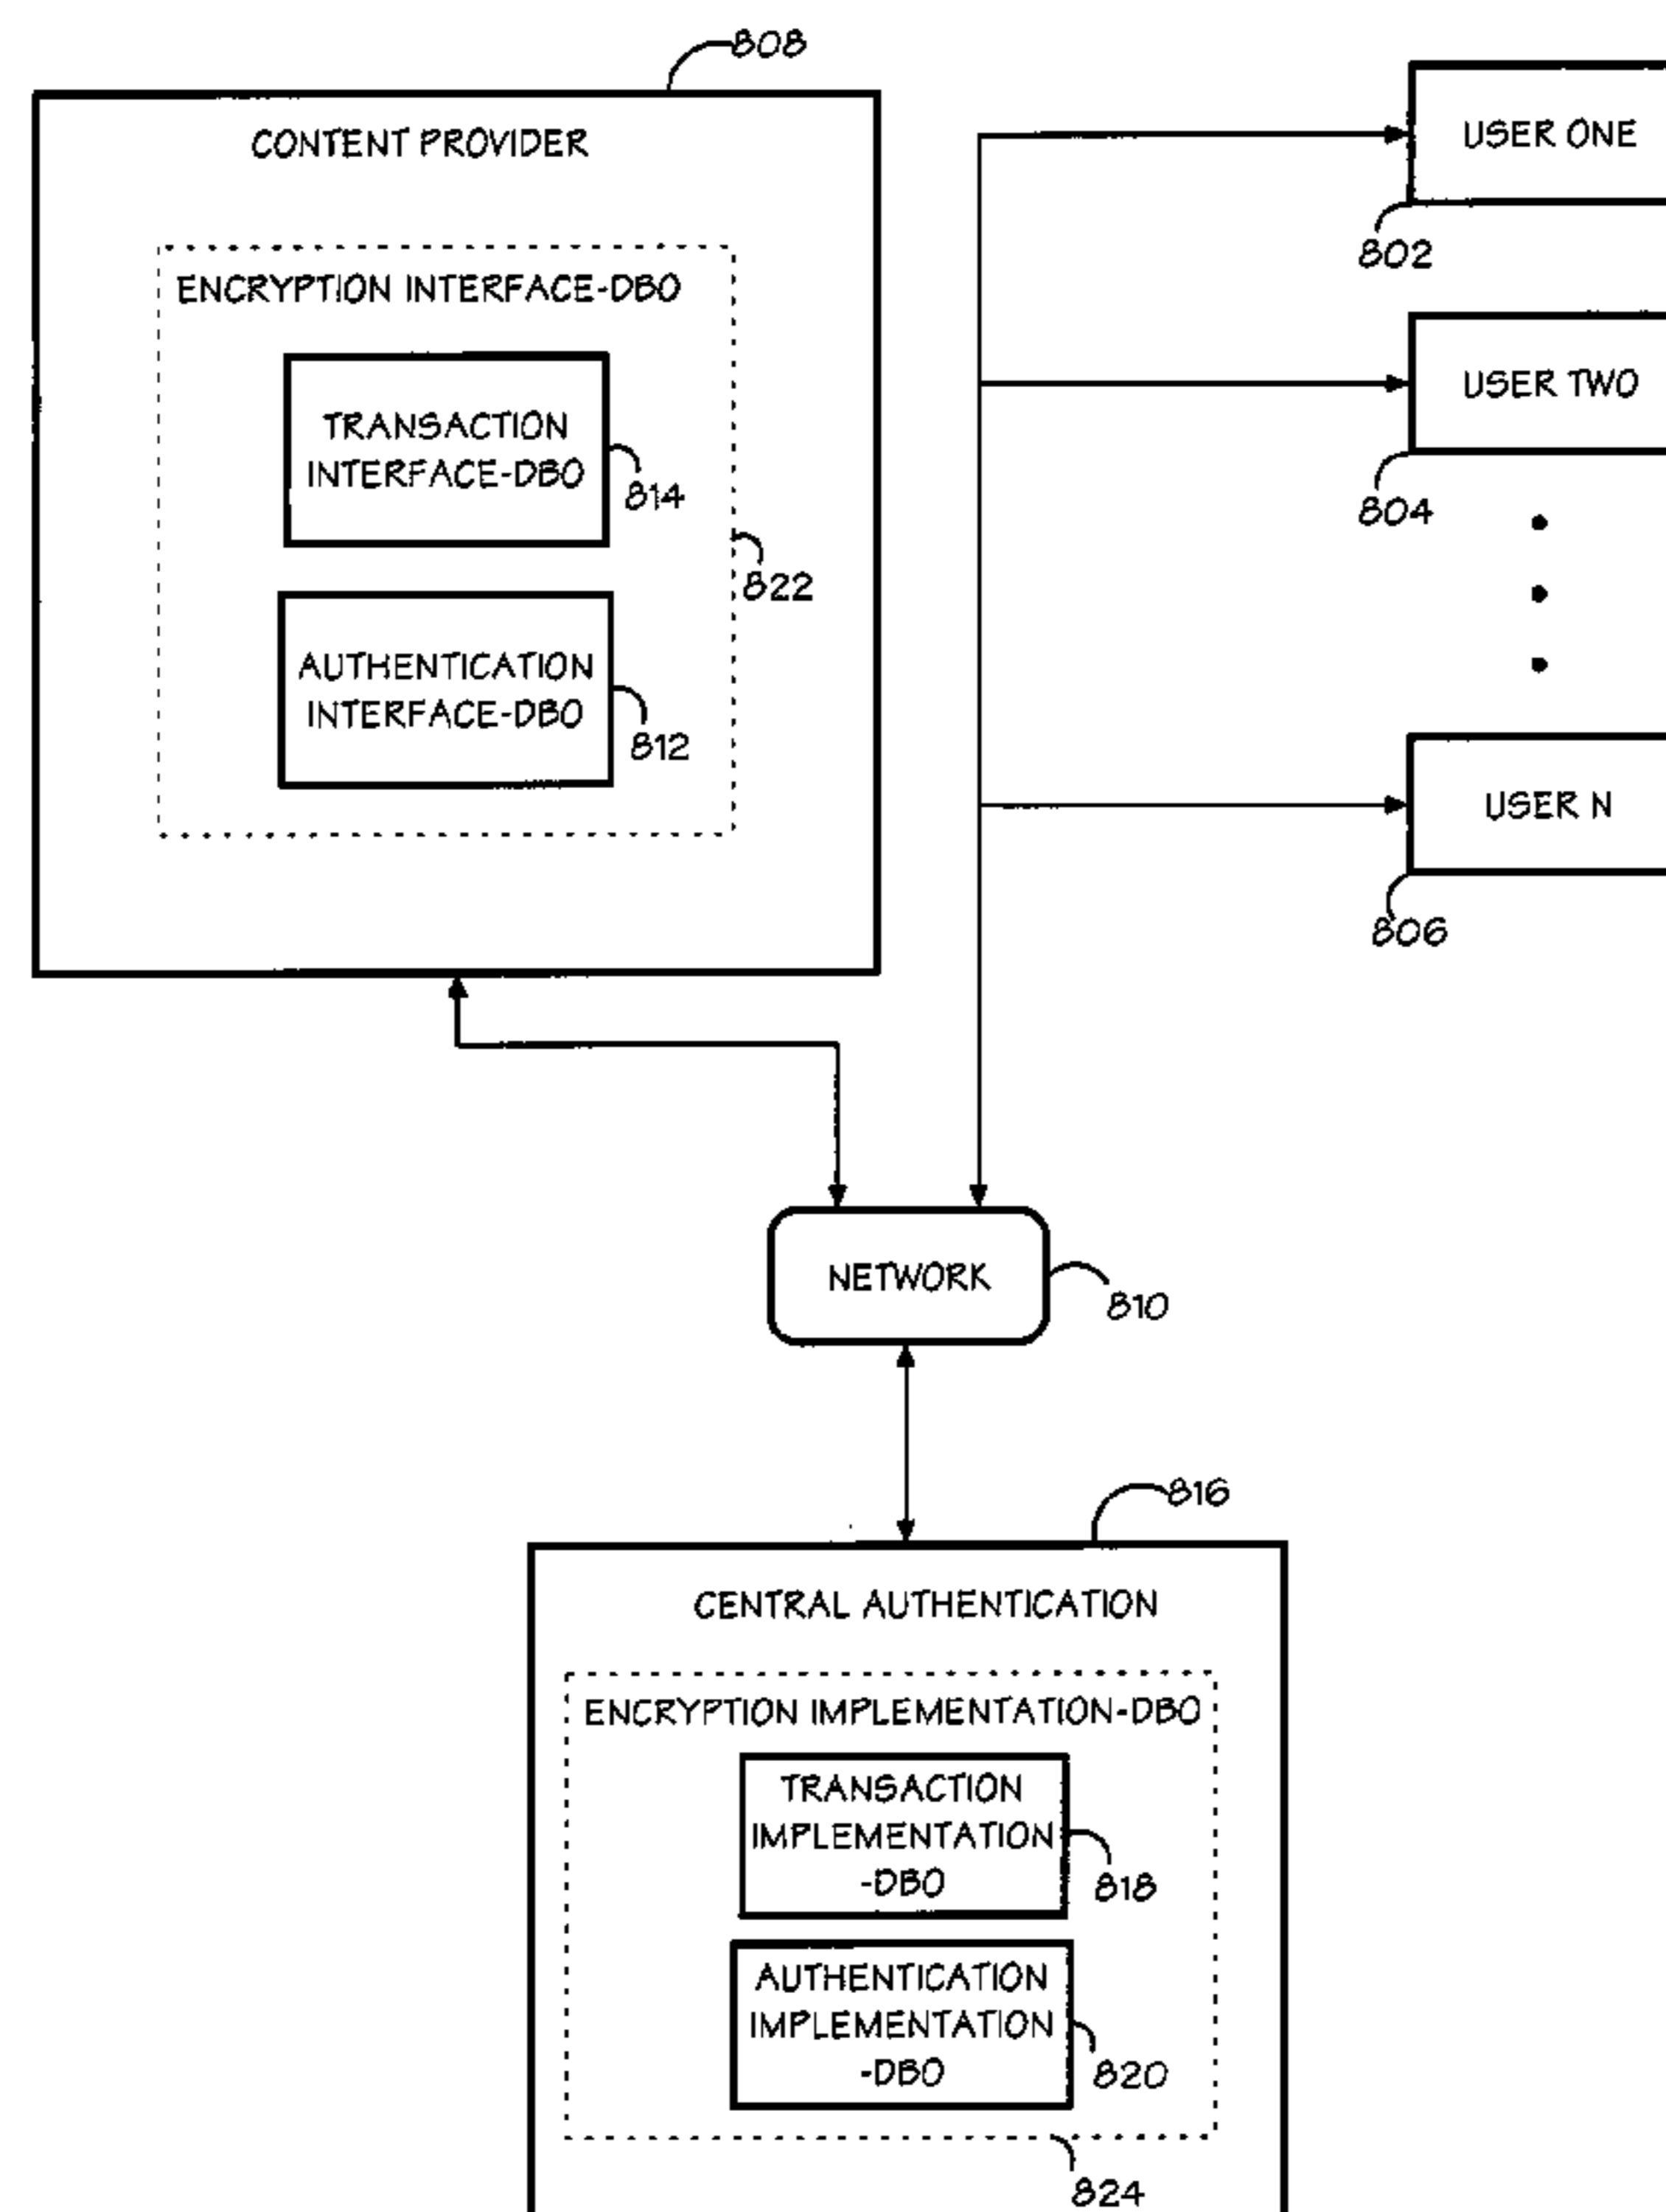 808
CONTENT PROVIDER
ENCRYPTION INTERFACE-DBO
TRANSACTION
INTERFACE-DBO
814
822
AUTHENTICATION
INTERFACE-DBO
812
USER ONE
802
USER TWO
804
USER N
806
NETWORK
810
816
CENTRAL AUTHENTICATION
ENCRYPTION IMPLEMENTATION-DBO
TRANSACTION
IMPLEMENTATION
-DBO
818
AUTHENTICATION
IMPLEMENTATION
-DBO
820
824